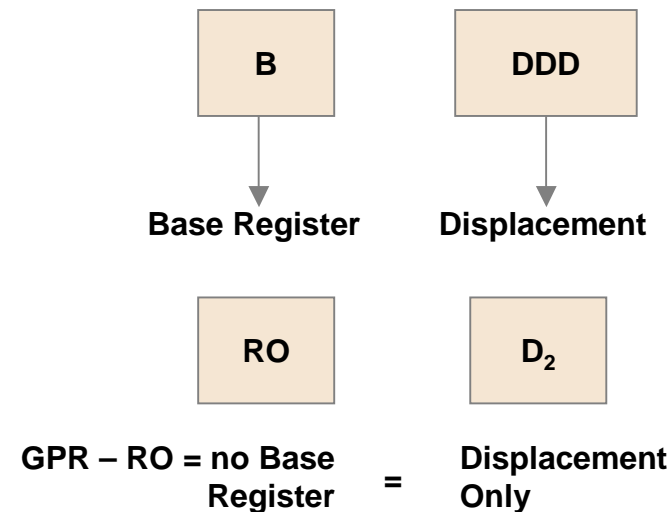 B DDD
Base Register Displacement
RO D₂
GPR – RO = no Base Register = Displacement Only